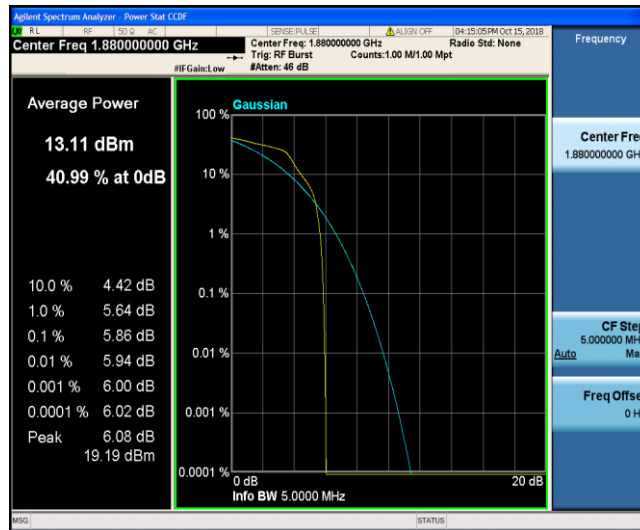 Agilent Spectrum Analyzer - Power Stat CCDF
RL RF 50 Ω AC SENSE:PULSE ALIGN OFF 04:15:05PM Oct 15, 2018
Center Freq 1.880000000 GHz
Center Freq: 1.880000000 GHz Radio Std: None
Trig: RF Burst Counts:1.00 M/1.00 Mpt
#IFGain:Low #Atten: 46 dB
Frequency
Average Power
13.11 dBm
40.99 % at 0dB
10.0 % 4.42 dB
1.0 % 5.64 dB
0.1 % 5.86 dB
0.01 % 5.94 dB
0.001 % 6.00 dB
0.0001 % 6.02 dB
Peak 6.08 dB
19.19 dBm
Gaussian
100 %
10 %
1 %
0.1 %
0.01 %
0.001 %
0.0001 %
0 dB 20 dB
Info BW 5.0000 MHz
Center Fre
1.880000000 GH
CF Step
5.000000 MH
Auto Ma
Freq Offse
0 H
MSG STATUS